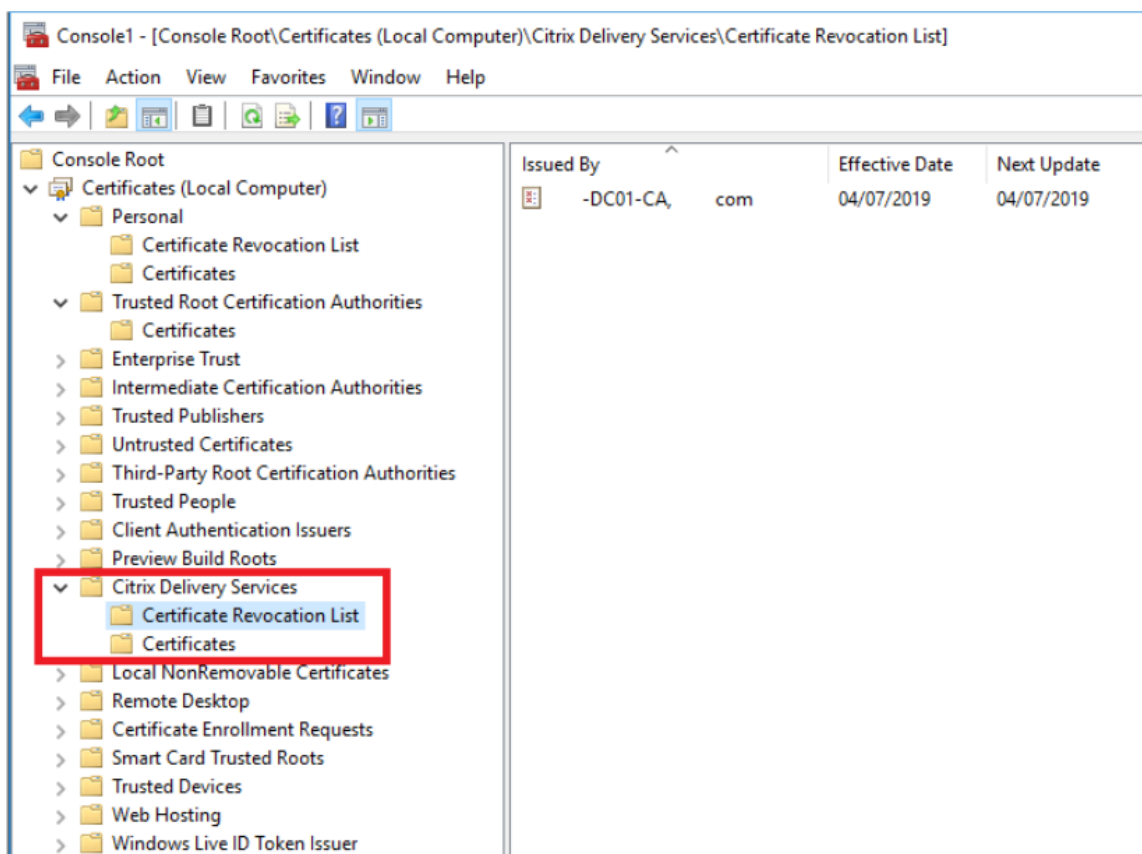 Console1 - [Console Root\Certificates (Local Computer)\Citrix Delivery Services\Certificate Revocation List]
File Action View Favorites Window Help
Console Root
Certificates (Local Computer)
Personal
Certificate Revocation List
Certificates
Trusted Root Certification Authorities
Certificates
Enterprise Trust
Intermediate Certification Authorities
Trusted Publishers
Untrusted Certificates
Third-Party Root Certification Authorities
Trusted People
Client Authentication Issuers
Preview Build Roots
Citrix Delivery Services
Certificate Revocation List
Certificates
Local NonRemovable Certificates
Remote Desktop
Certificate Enrollment Requests
Smart Card Trusted Roots
Trusted Devices
Web Hosting
Windows Live ID Token Issuer
Issued By Effective Date Next Update
-DC01-CA, com 04/07/2019 04/07/2019